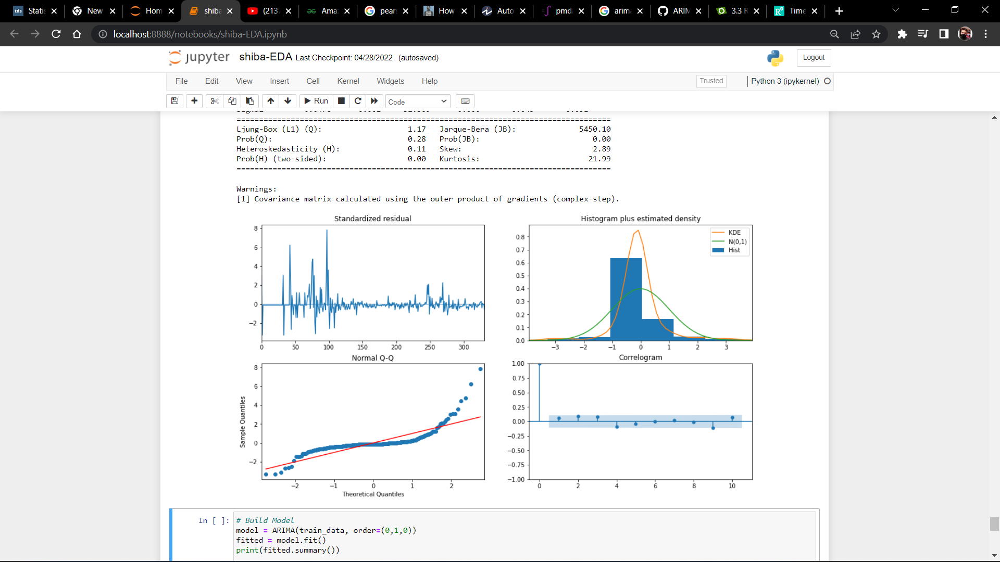 Stati
New
Hom
shiba
(213
Ama
pears
How
Auto
pmd
arima
ARIM
3.3 R
Time
localhost:8888/notebooks/shiba-EDA.ipynb
jupyter shiba-EDA Last Checkpoint: 04/28/2022 (autosaved)
Logout
File Edit View Insert Cell Kernel Widgets Help
Trusted Python 3 (ipykernel)
Run Code
====================================================================================
Ljung-Box (L1) (Q): 1.17 Jarque-Bera (JB): 5450.10
Prob(Q): 0.28 Prob(JB): 0.00
Heteroskedasticity (H): 0.11 Skew: 2.89
Prob(H) (two-sided): 0.00 Kurtosis: 21.99
====================================================================================
Warnings:
[1] Covariance matrix calculated using the outer product of gradients (complex-step).
Standardized residual
8
6
4
2
0
−2
0 50 100 150 200 250 300
Histogram plus estimated density
KDE
N(0,1)
Hist
0.8
0.7
0.6
0.5
0.4
0.3
0.2
0.1
0.0
−3 −2 −1 0 1 2 3
Normal Q-Q
Sample Quantiles
8
6
4
2
0
−2
−2 −1 0 1 2
Theoretical Quantiles
Correlogram
1.00
0.75
0.50
0.25
0.00
−0.25
−0.50
−0.75
−1.00
0 2 4 6 8 10
In [ ]: # Build Model
model = ARIMA(train_data, order=(0,1,0))
fitted = model.fit()
print(fitted.summary())